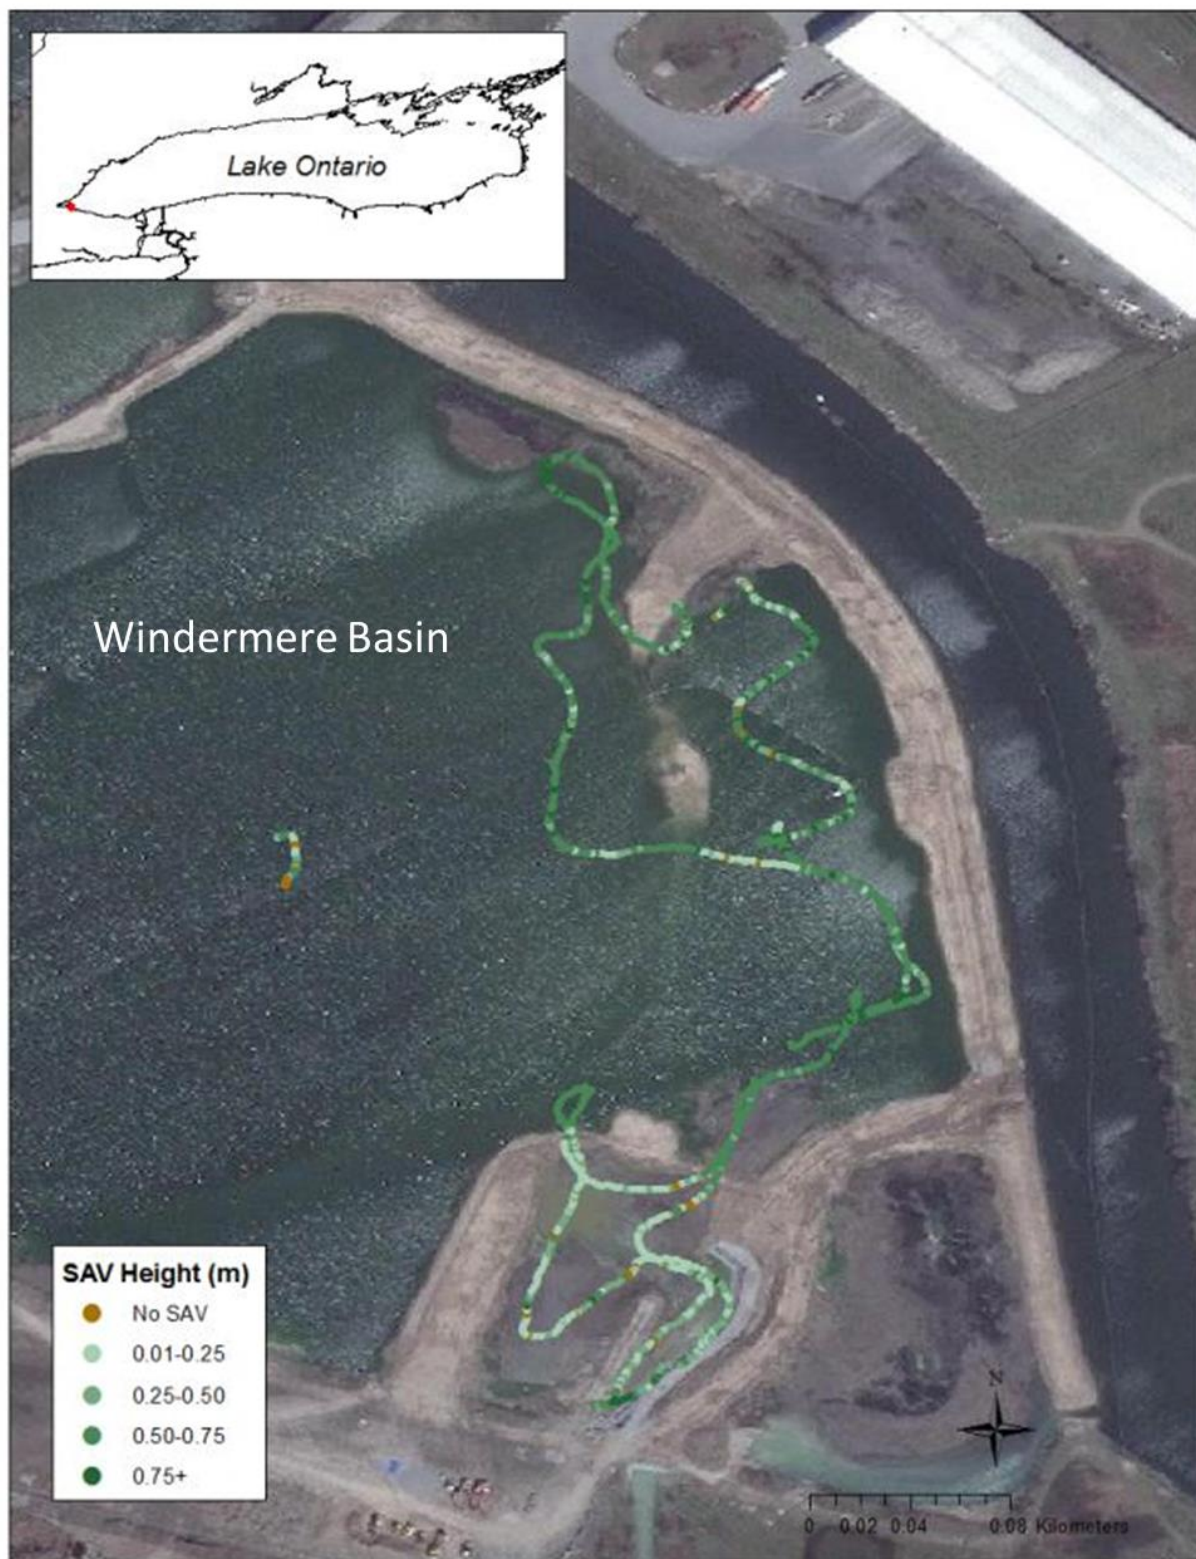 Lake Ontario
Windermere Basin
SAV Height (m)
No SAV
0.01-0.25
0.25-0.50
0.50-0.75
0.75+
N
0 0.02 0.04 0.08 Kilometers